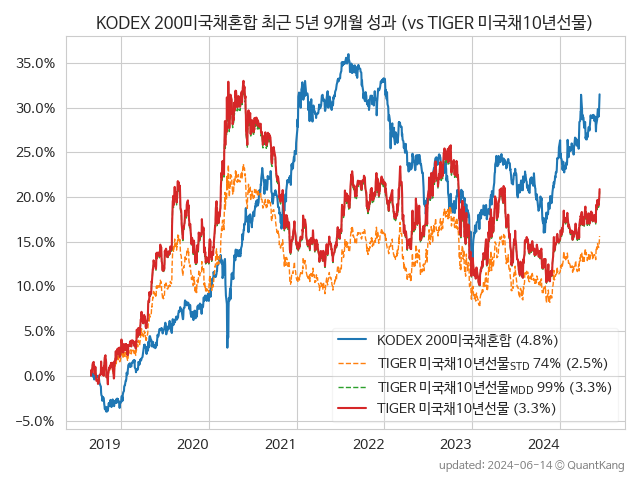 KODEX 200미국채혼합 최근 5년 9개월 성과 (vs TIGER 미국채10년선물)
35.0%
30.0%
25.0%
20.0%
15.0%
10.0%
5.0%
0.0%
−5.0%
KODEX 200미국채혼합 (4.8%)
TIGER 미국채10년선물STD 74% (2.5%)
TIGER 미국채10년선물MDD 99% (3.3%)
TIGER 미국채10년선물 (3.3%)
2019 2020 2021 2022 2023 2024
updated: 2024-06-14 ⓒ QuantKang